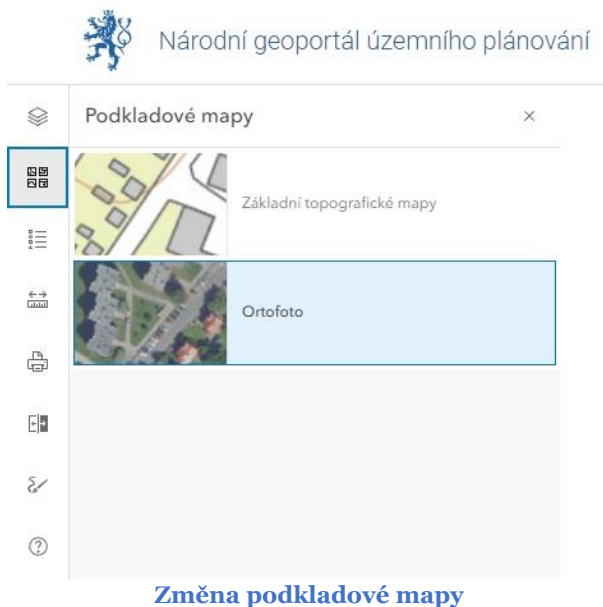 Národní geoportál územního plánování
Podkladové mapy
Základní topografické mapy
Ortofoto
Změna podkladové mapy